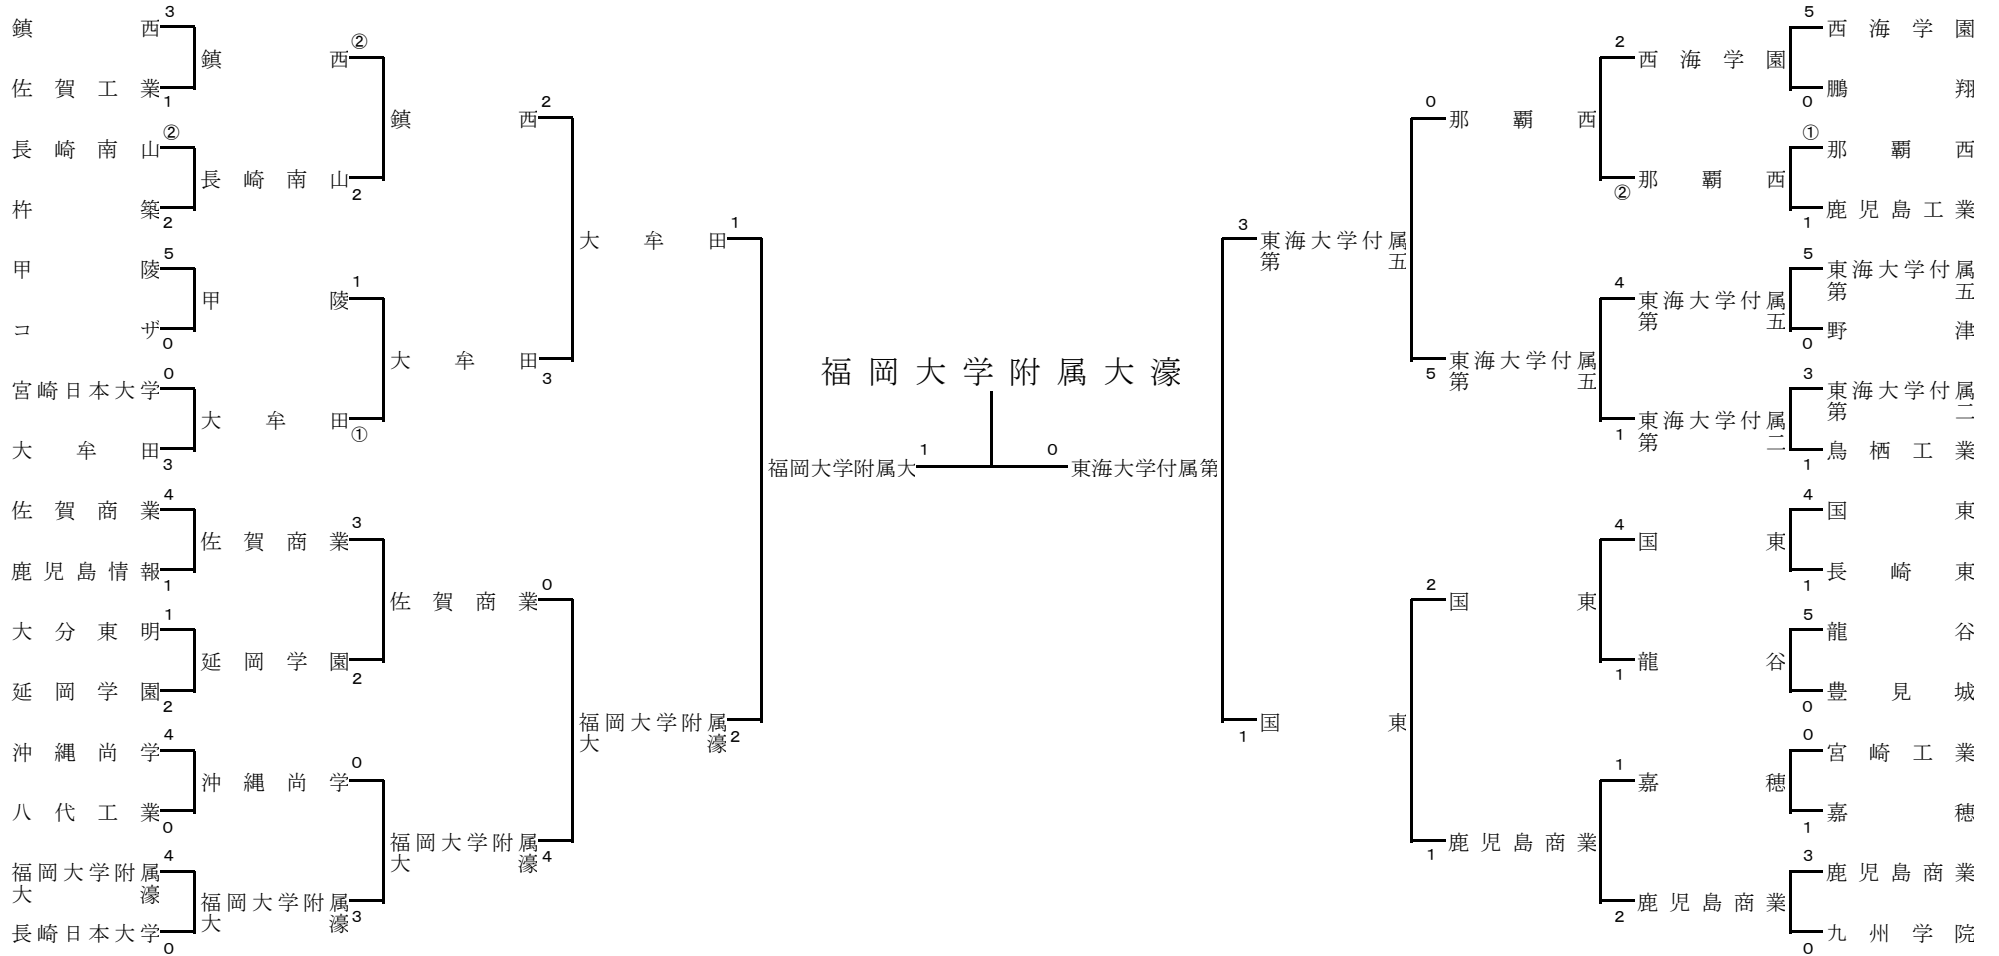 3
鎮西
佐賀工業
1
②
長崎南山
杵築
2
5
甲陵
コザ
0
0
宮崎日本大学
大牟田
3
4
佐賀商業
鹿児島情報
1
1
大分東明
延岡学園
2
4
沖縄尚学
八代工業
0
4
福岡大学附属
大濠
長崎日本大学
0
②
鎮西
長崎南山
2
1
甲陵
大牟田
①
3
佐賀商業
延岡学園
2
0
沖縄尚学
福岡大学附属
大濠
3
2
鎮西
大牟田
3
0
佐賀商業
福岡大学附属
大濠
4
1
大牟田
福岡大学附属
大濠
2
福岡大学附属大濠
1
0
福岡大学附属大
東海大学付属第
3
東海大学付属
第五
国東
1
0
那覇西
東海大学付属
第五
5
2
国東
鹿児島商業
1
2
西海学園
那覇西
②
4
東海大学付属
第五
東海大学付属
第二
1
4
国東
龍谷
1
1
嘉穂
鹿児島商業
2
5
西海学園
鵬翔
0
①
那覇西
鹿児島工業
1
5
東海大学付属
第五
野津
0
3
東海大学付属
第二
鳥栖工業
1
4
国東
長崎東
1
5
龍谷
豊見城
0
0
宮崎工業
嘉穂
1
3
鹿児島商業
九州学院
0